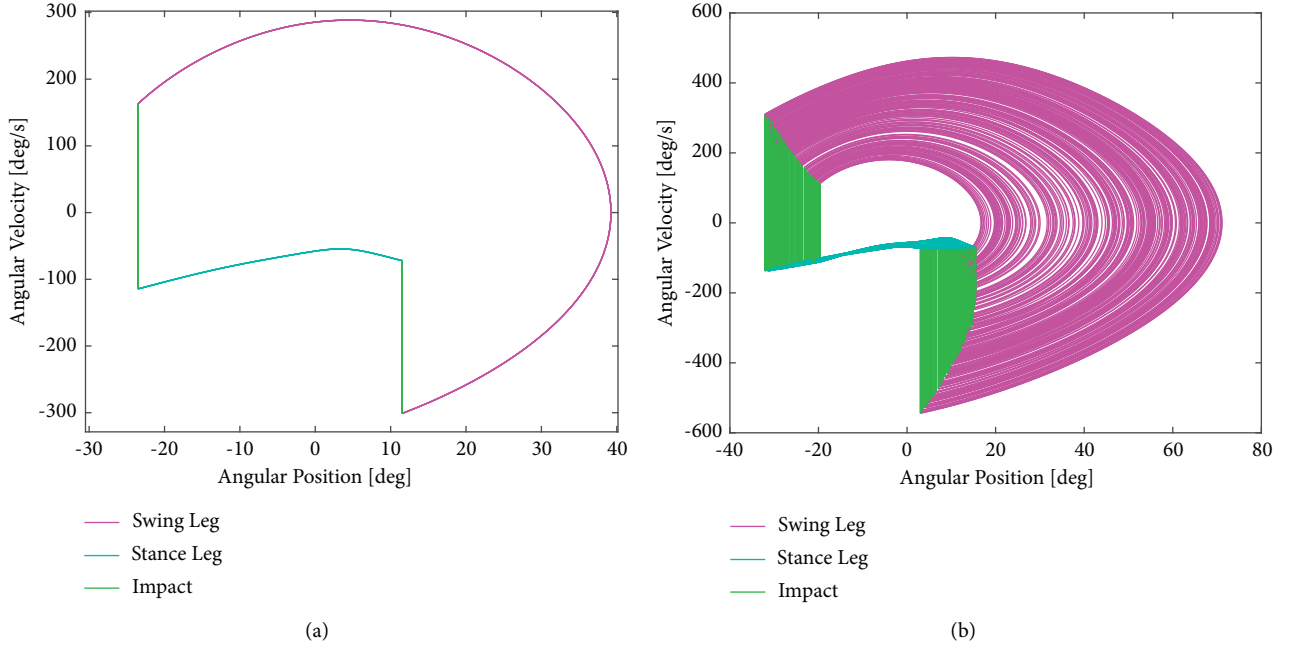 300
200
100
0
-100
-200
-300
Angular Velocity [deg/s]
-30 -20 -10 0 10 20 30 40
Angular Position [deg]
Swing Leg
Stance Leg
Impact
(a)
600
400
200
0
-200
-400
-600
Angular Velocity [deg/s]
-40 -20 0 20 40 60 80
Angular Position [deg]
Swing Leg
Stance Leg
Impact
(b)